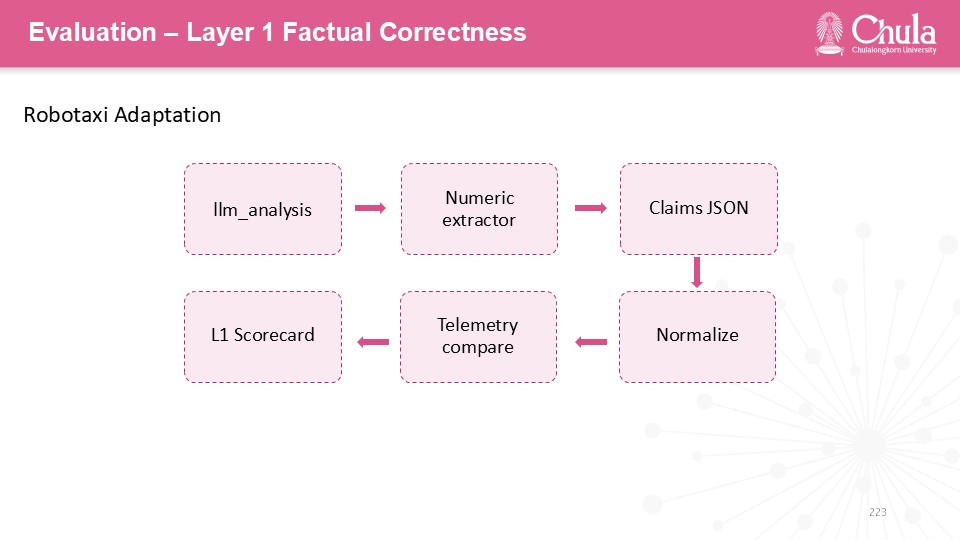 Evaluation – Layer 1 Factual Correctness
Chula
Chulalongkorn University
Robotaxi Adaptation
llm_analysis
Numeric
extractor
Claims JSON
L1 Scorecard
Telemetry
compare
Normalize
223